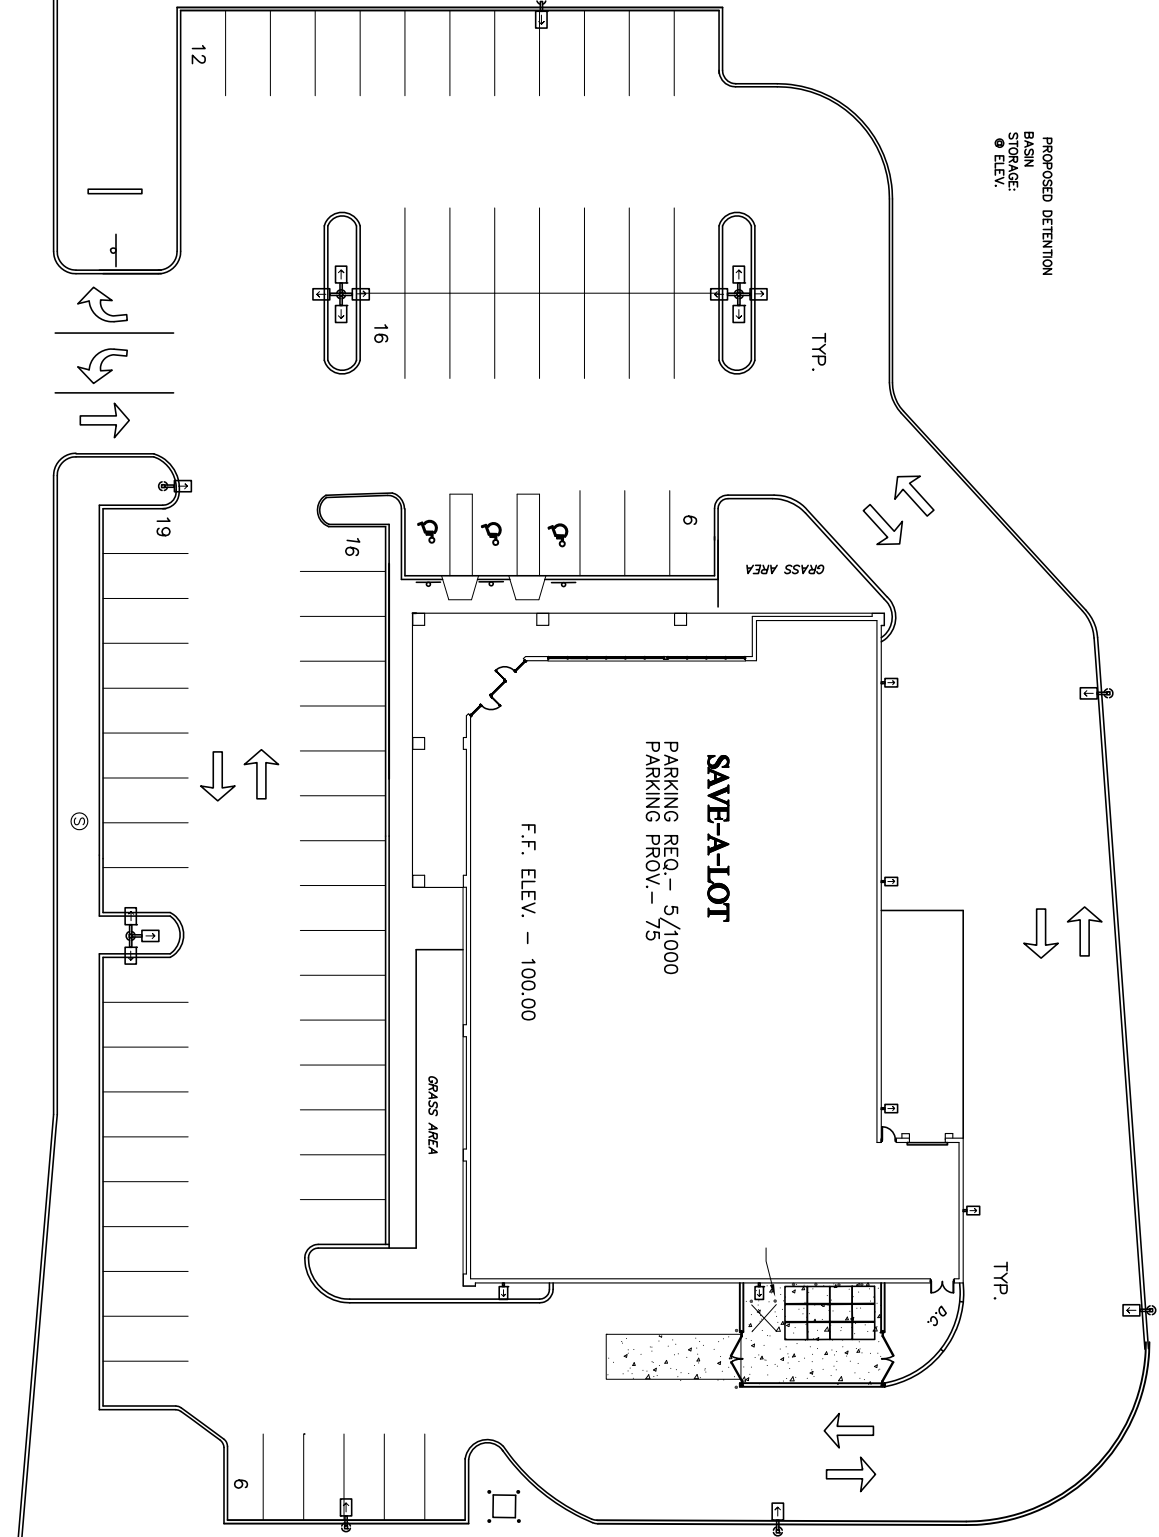 12
PROPOSED DETENTION
BASIN
STORAGE:
@ ELEV.
16
TYP.
19
16
6
GRASS AREA
SAVE-A-LOT
PARKING REQ.- 5/1000
PARKING PROV.- 75
F.F. ELEV. - 100.00
S
GRASS AREA
TYP.
D.C.
6